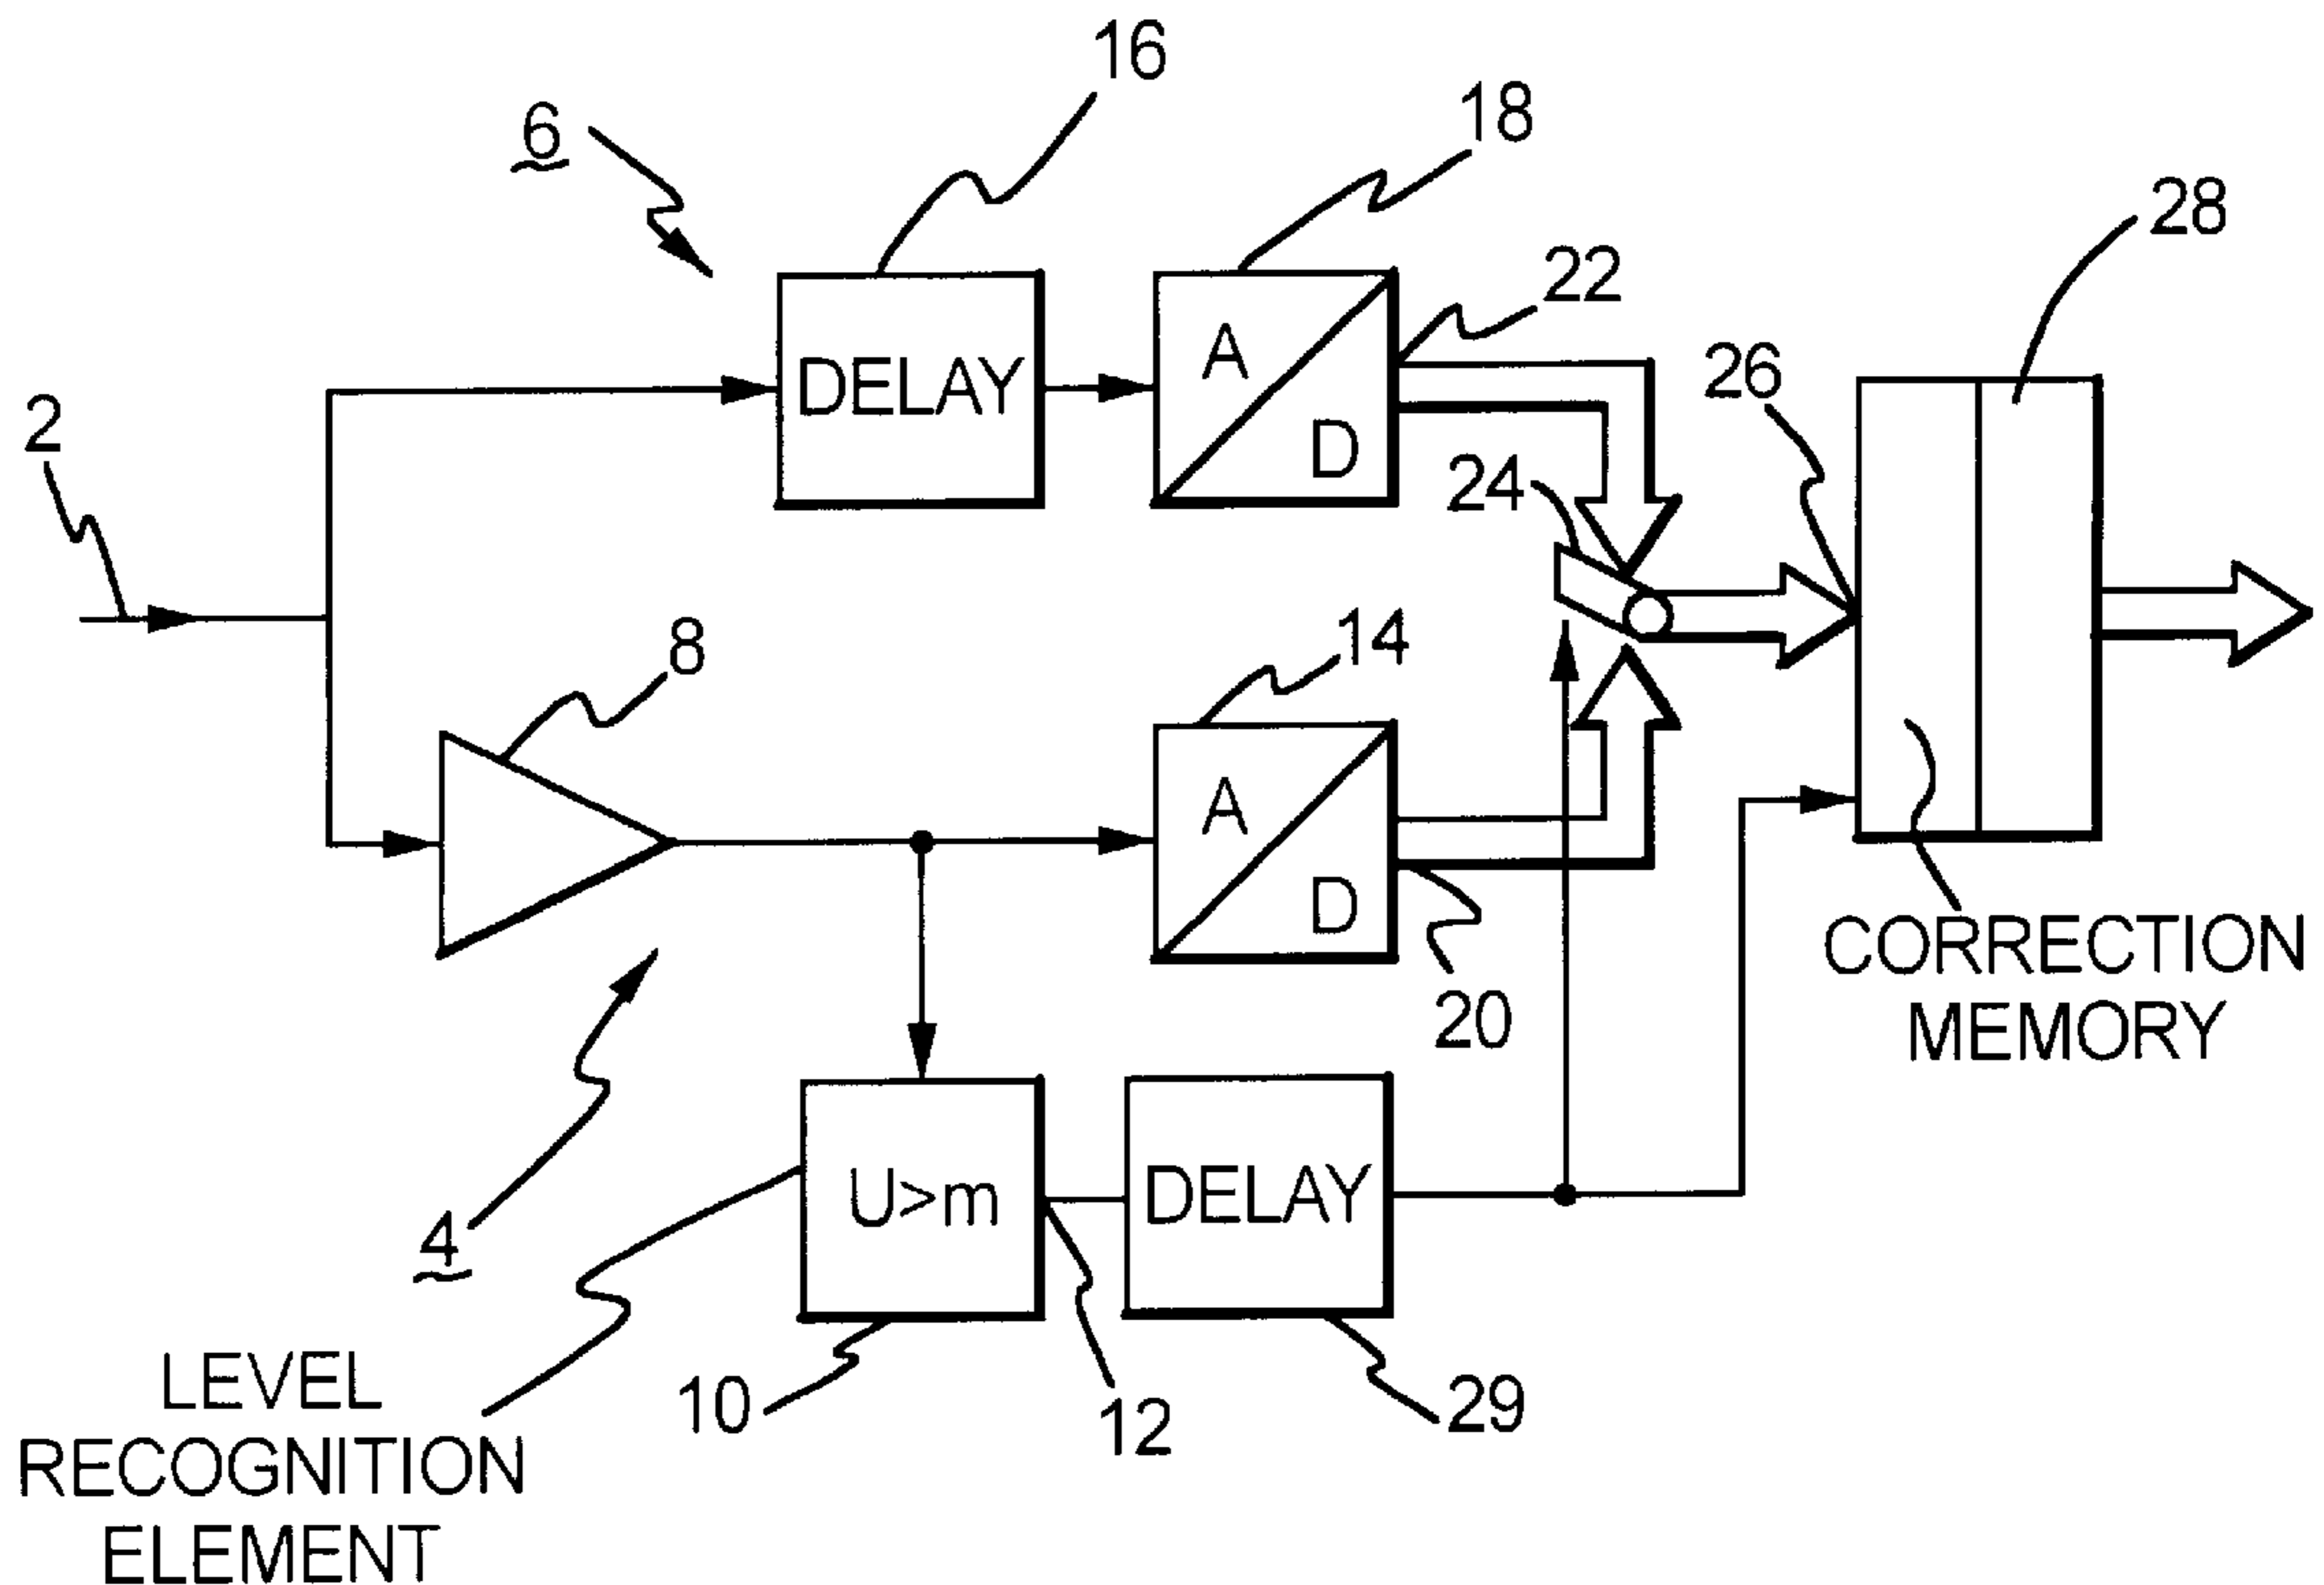 16
6
18
28
22
DELAY
A
D
26
2
24
14
8
A
D
CORRECTION
MEMORY
20
U>m
DELAY
4
LEVEL
RECOGNITION
ELEMENT
10
12
29